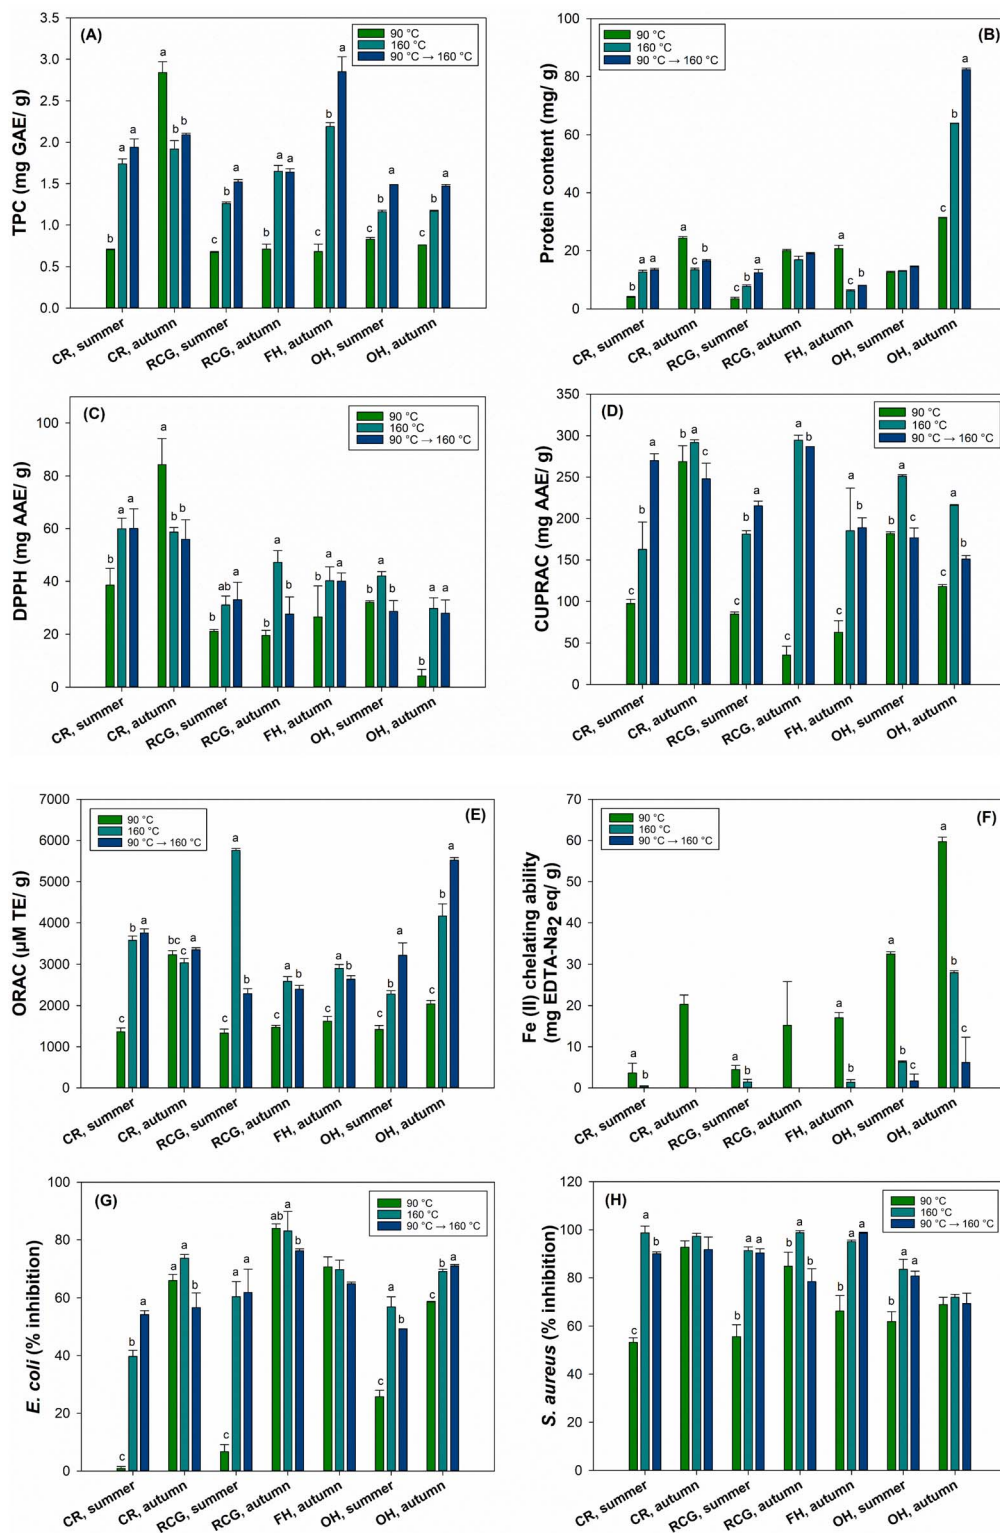 (A)
TPC (mg GAE/ g)
3.5
3.0
2.5
2.0
1.5
1.0
0.5
0.0
90 °C
160 °C
90 °C → 160 °C
b a a a b b c b a b a a c b a c b a c b a
CR, summer
CR, autumn
RCG, summer
RCG, autumn
FH, autumn
OH, summer
OH, autumn
(B)
Protein content (mg/ g)
100
80
60
40
20
0
90 °C
160 °C
90 °C → 160 °C
b a a a c b c b a a c b c b a
CR, summer
CR, autumn
RCG, summer
RCG, autumn
FH, autumn
OH, summer
OH, autumn
(C)
DPPH (mg AAE/ g)
100
80
60
40
20
0
90 °C
160 °C
90 °C → 160 °C
b a a a b b b ab a b a b b a a b a b b a a
CR, summer
CR, autumn
RCG, summer
RCG, autumn
FH, autumn
OH, summer
OH, autumn
(D)
CUPRAC (mg AAE/ g)
350
300
250
200
150
100
50
0
90 °C
160 °C
90 °C → 160 °C
c b a b a c c b a c a b c a b b a c c a b
CR, summer
CR, autumn
RCG, summer
RCG, autumn
FH, autumn
OH, summer
OH, autumn
(E)
ORAC (µM TE/ g)
7000
6000
5000
4000
3000
2000
1000
0
90 °C
160 °C
90 °C → 160 °C
c b a bc c a c a b c a b c a b c b a c b a
CR, summer
CR, autumn
RCG, summer
RCG, autumn
FH, autumn
OH, summer
OH, autumn
(F)
Fe (II) chelating ability
(mg EDTA-Na2 eq/ g)
70
60
50
40
30
20
10
0
90 °C
160 °C
90 °C → 160 °C
a b a b a b a b c a b c
CR, summer
CR, autumn
RCG, summer
RCG, autumn
FH, autumn
OH, summer
OH, autumn
(G)
E. coli (% inhibition)
100
80
60
40
20
0
90 °C
160 °C
90 °C → 160 °C
c b a a a b c a a ab a b c a b c b a
CR, summer
CR, autumn
RCG, summer
RCG, autumn
FH, autumn
OH, summer
OH, autumn
(H)
S. aureus (% inhibition)
120
100
80
60
40
20
0
90 °C
160 °C
90 °C → 160 °C
c a b b a a b a b b a a b a a
CR, summer
CR, autumn
RCG, summer
RCG, autumn
FH, autumn
OH, summer
OH, autumn